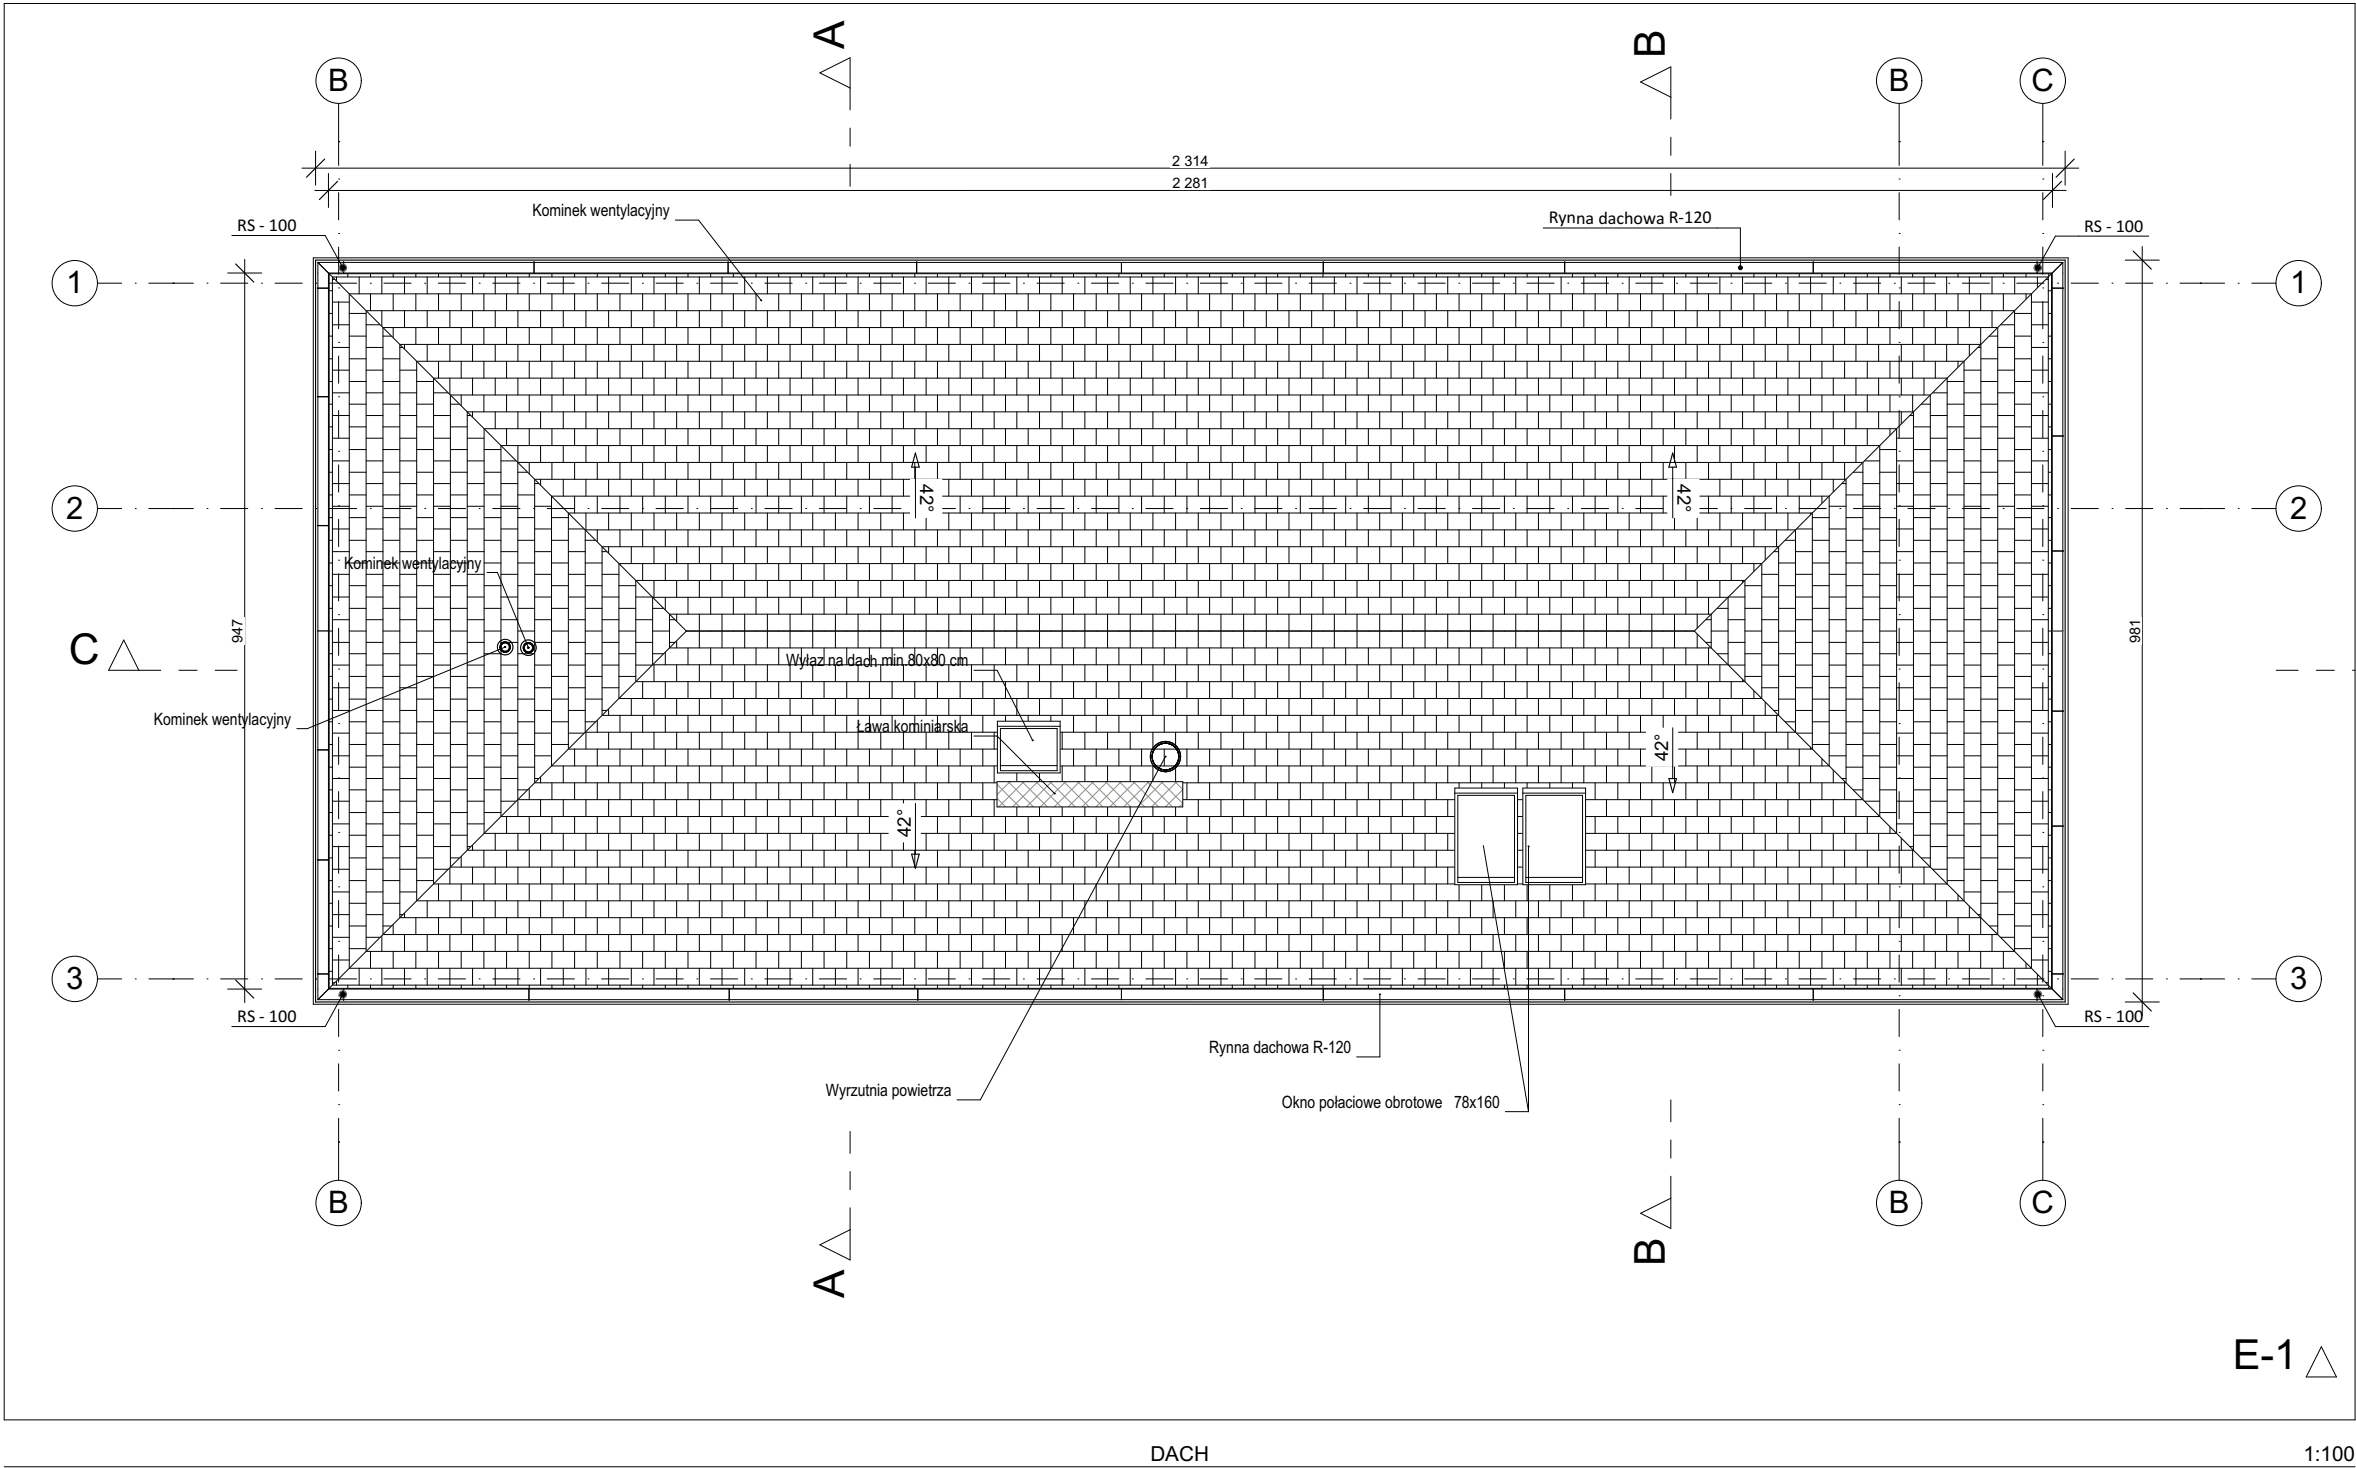 A
B
B
B
C
2 314
2 281
Kominek wentylacyjny
Rynna dachowa R-120
RS - 100
RS - 100
1
1
42°
42°
2
2
Kominek wentylacyjny
947
981
C
Wyłaz na dach min.80x80 cm
Kominek wentylacyjny
Ława kominiarska
42°
42°
3
3
RS - 100
RS - 100
Rynna dachowa R-120
Wyrzutnia powietrza
Okno połaciowe obrotowe 78x160
B
B
C
A
B
E-1
DACH
1:100